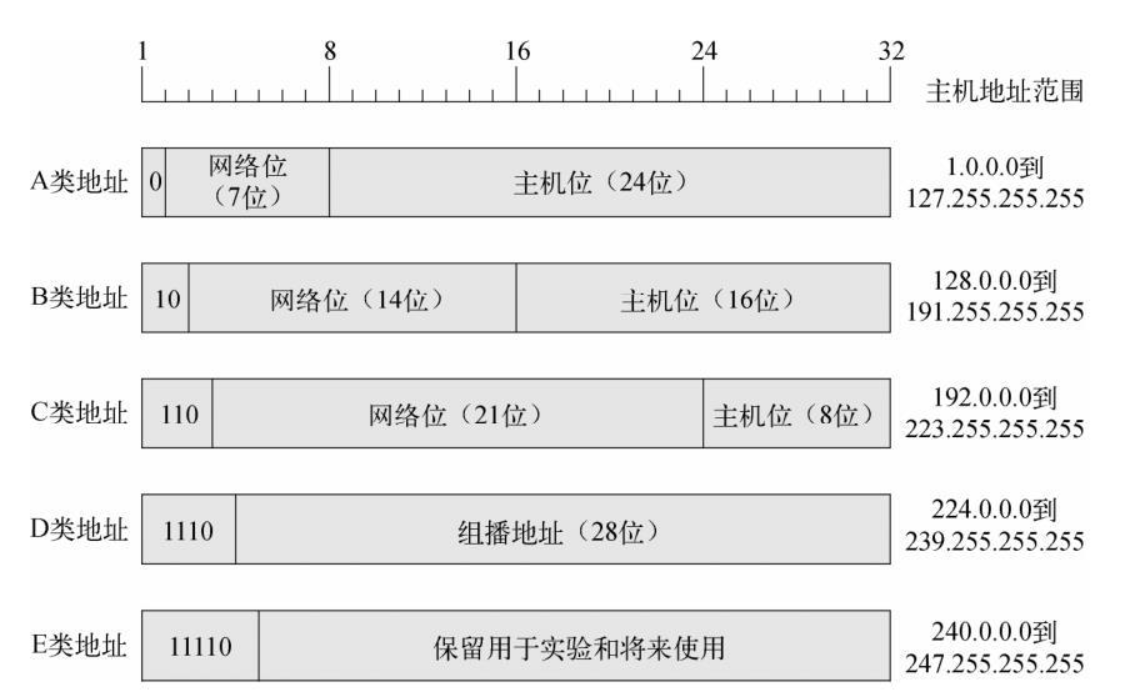 1 8 16 24 32
主机地址范围
A类地址 0 网络位 主机位（24位） 1.0.0.0到
（7位） 127.255.255.255
B类地址 10 网络位（14位） 主机位（16位） 128.0.0.0到
191.255.255.255
C类地址 110 网络位（21位） 主机位（8位） 192.0.0.0到
223.255.255.255
D类地址 1110 组播地址（28位） 224.0.0.0到
239.255.255.255
E类地址 11110 保留用于实验和将来使用 240.0.0.0到
247.255.255.255